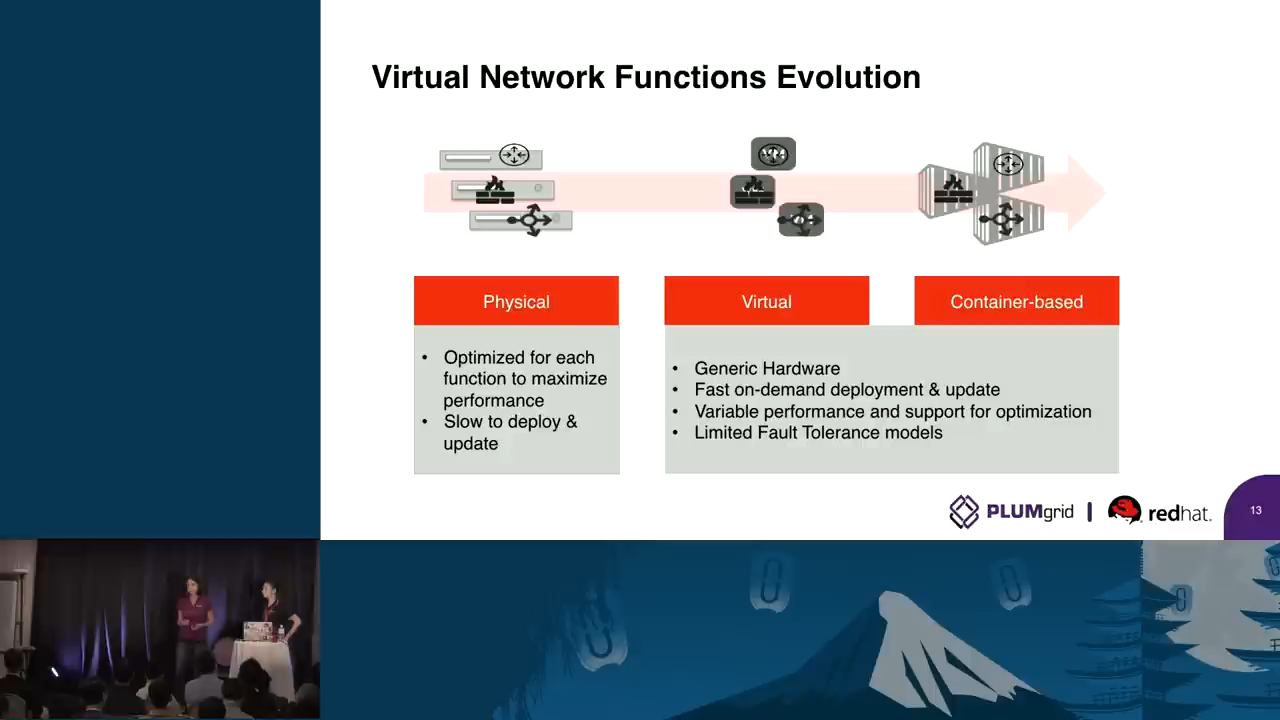 Virtual Network Functions Evolution
Physical
Virtual
Container-based
• Optimized for each
function to maximize
performance
• Slow to deploy &
update
• Generic Hardware
• Fast on-demand deployment & update
• Variable performance and support for optimization
• Limited Fault Tolerance models
PLUMgrid | redhat.
13